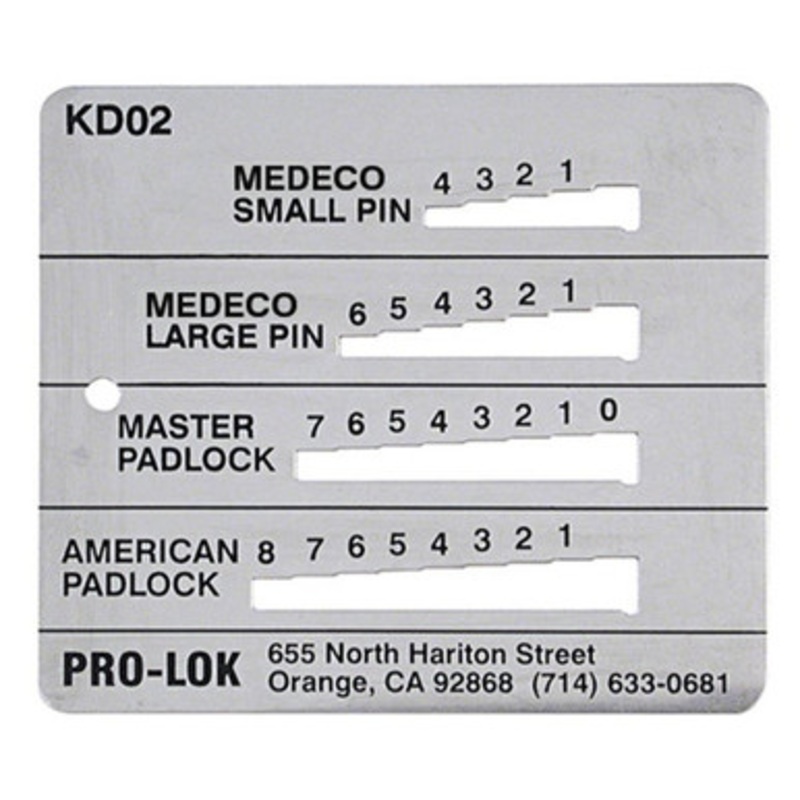 KD02
MEDECO 4 3 2 1
SMALL PIN
MEDECO 6 5 4 3 2 1
LARGE PIN
MASTER 7 6 5 4 3 2 1 0
PADLOCK
AMERICAN 8 7 6 5 4 3 2 1
PADLOCK
PRO-LOK 655 North Hariton Street
Orange, CA 92868 (714) 633-0681